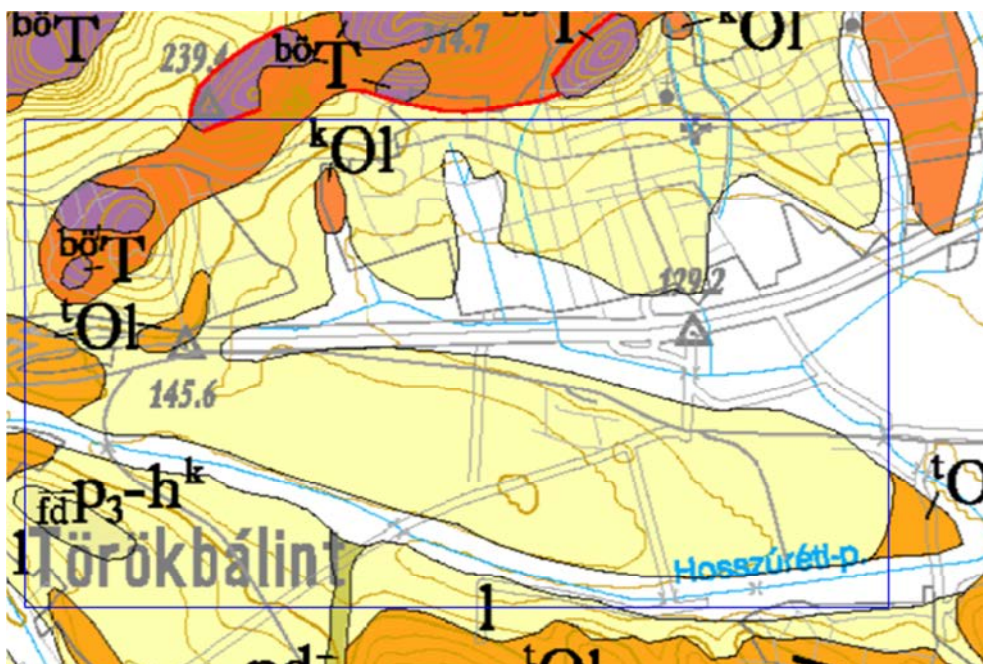 böT
böT
T
kOl
239.4
314.7
kOl
böT
129.2
tOl
145.6
tO
fdp3-hk
l
Törökbálint
Hosszúréti-p.
l
pd-
tOl